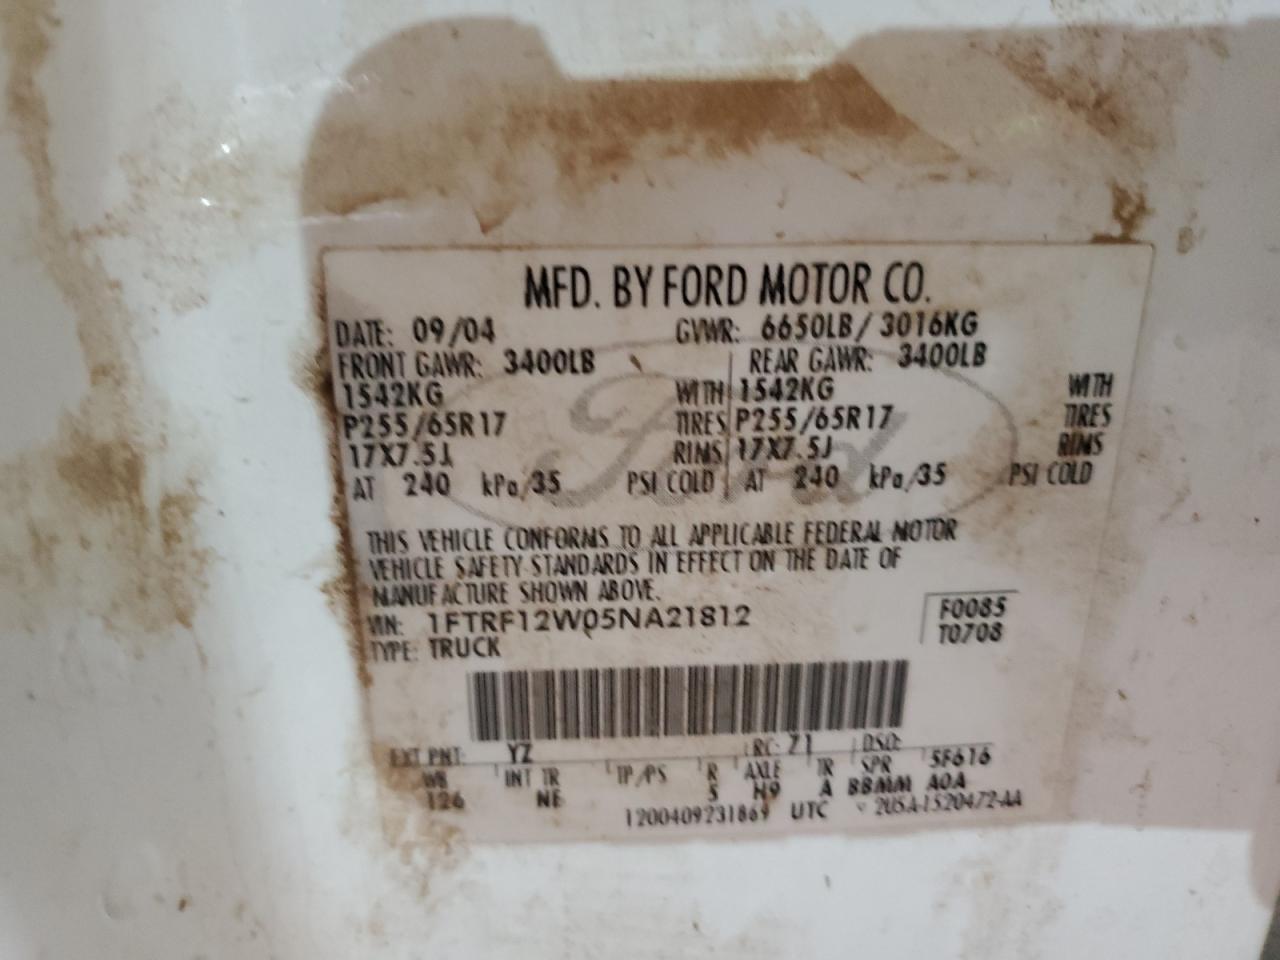 MFD. BY FORD MOTOR CO.
DATE: 09/04 GVWR: 6650LB / 3016KG
FRONT GAWR: 3400LB REAR GAWR: 3400LB
1542KG WITH 1542KG WITH
P255/65R17 TIRES P255/65R17 TIRES
17X7.5J RIMS 17X7.5J RIMS
AT 240 kPa/35 PSI COLD AT 240 kPa/35 PSI COLD
Ford
THIS VEHICLE CONFORMS TO ALL APPLICABLE FEDERAL MOTOR
VEHICLE SAFETY STANDARDS IN EFFECT ON THE DATE OF
MANUFACTURE SHOWN ABOVE.
VIN: 1FTRF12W05NA21812 F0085
TYPE: TRUCK T0708
EXT PNT: YZ RC: 71 DSO:
WB INT TR TP/PS R AXLE TR SPR 5F616
126 NE 5 H9 A BBMM A0A
1200409231869 UTC 2U5A-1520472-AA